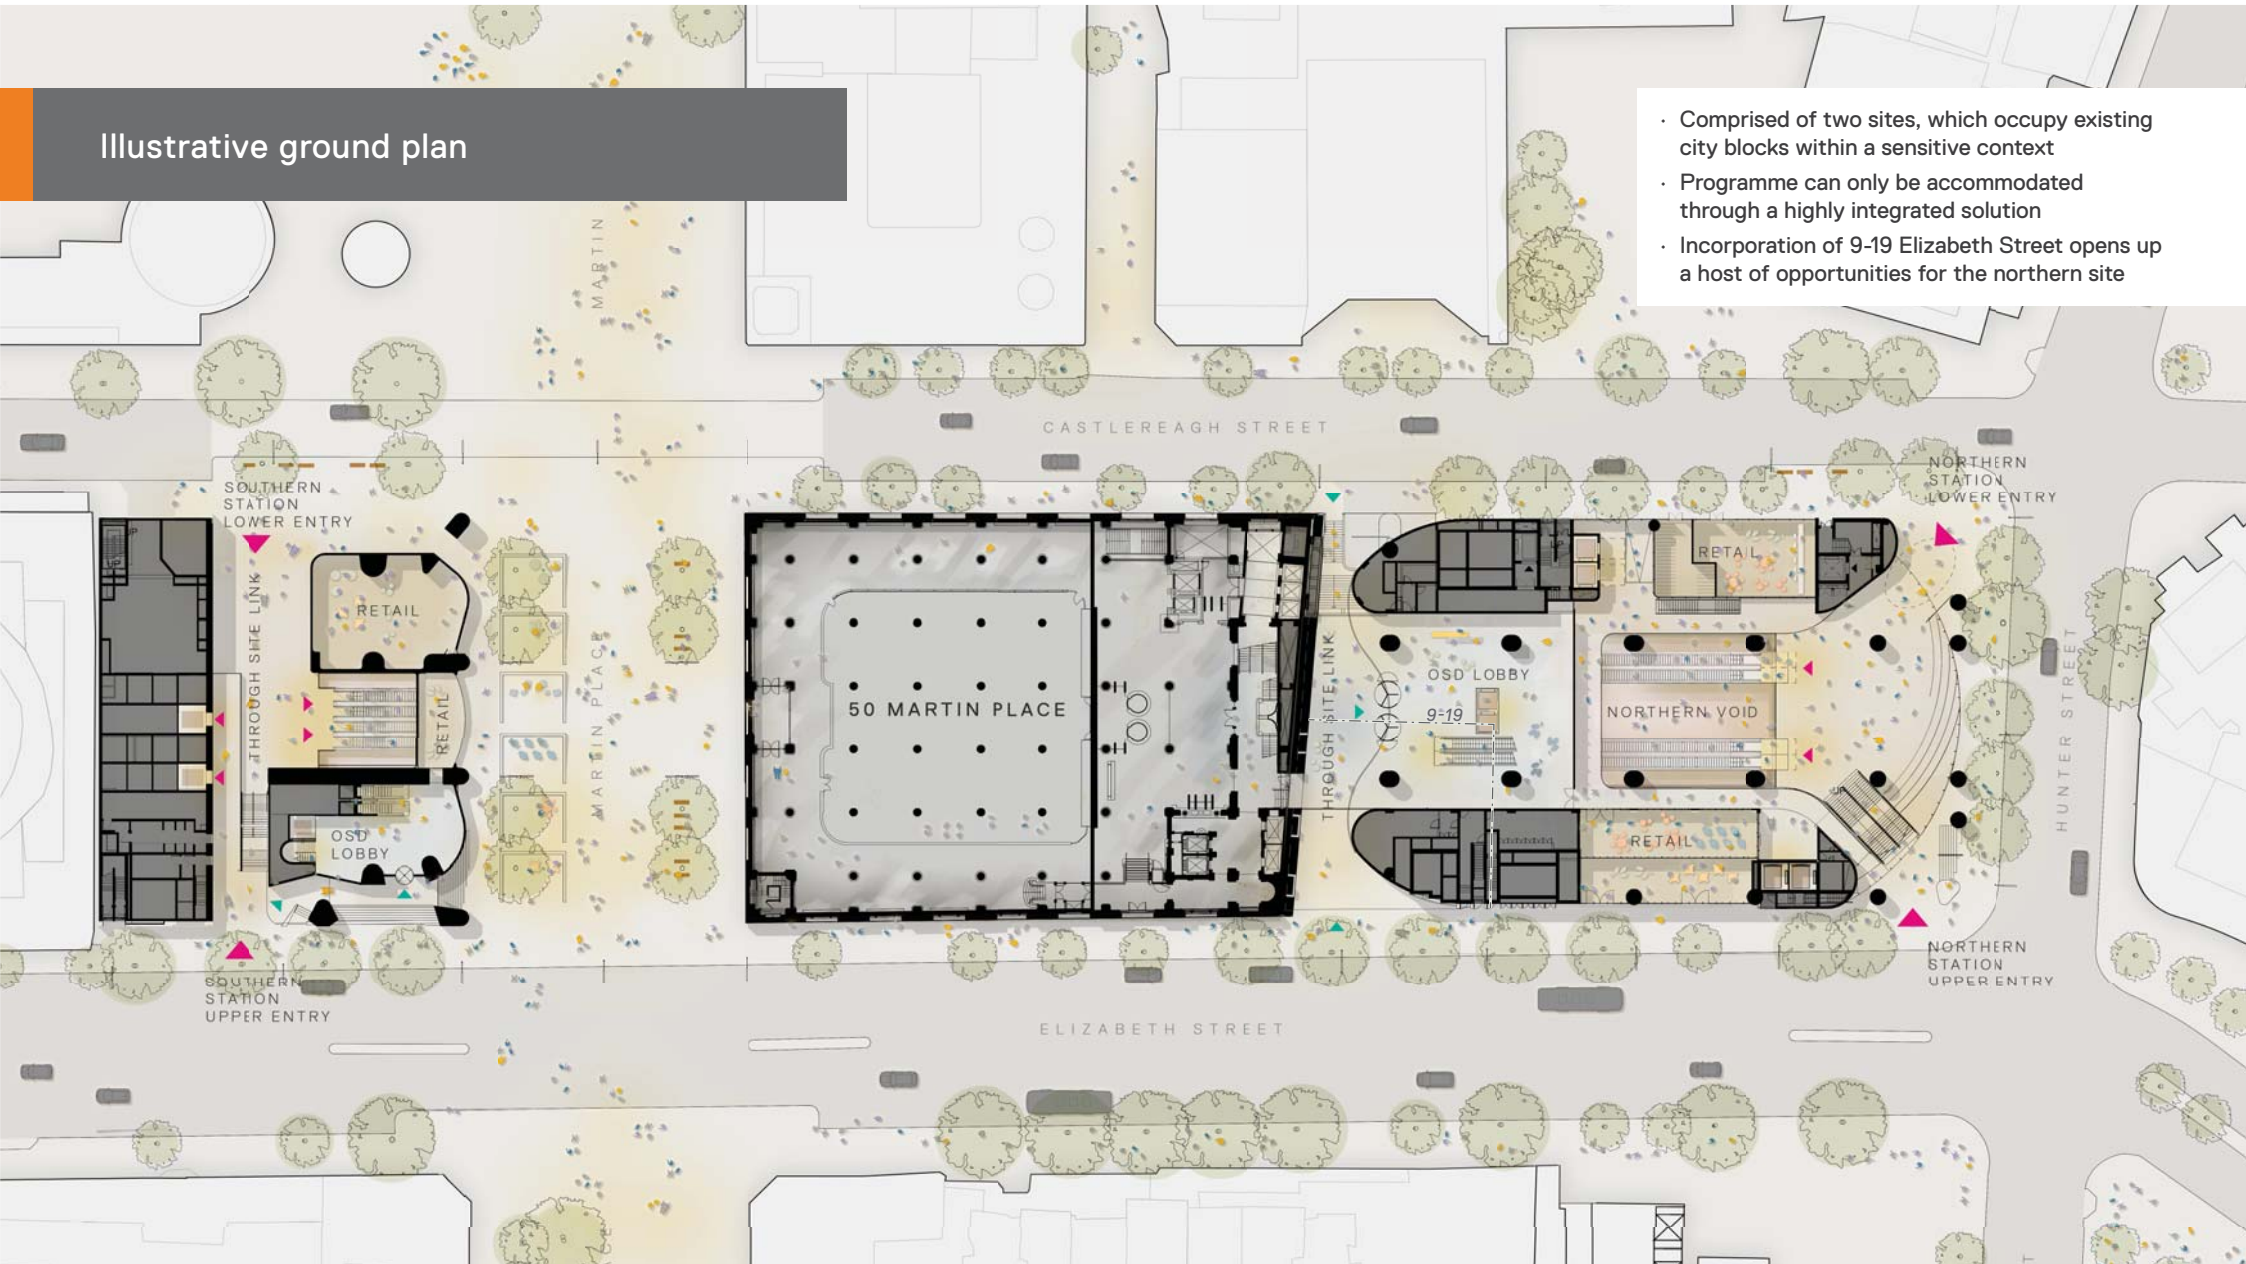 Illustrative ground plan
· Comprised of two sites, which occupy existing
city blocks within a sensitive context
· Programme can only be accommodated
through a highly integrated solution
· Incorporation of 9-19 Elizabeth Street opens up
a host of opportunities for the northern site
MARTIN
CASTLEREAGH STREET
SOUTHERN
STATION
LOWER ENTRY
NORTHERN
STATION
LOWER ENTRY
UP
THROUGH SITE LINK
RETAIL
RETAIL
OSD
LOBBY
MARTIN PLACE
50 MARTIN PLACE
THROUGH SITE LINK
UP
RETAIL
OSD LOBBY
9-19
NORTHERN VOID
RETAIL
UP
HUNTER STREET
SOUTHERN
STATION
UPPER ENTRY
NORTHERN
STATION
UPPER ENTRY
ELIZABETH STREET